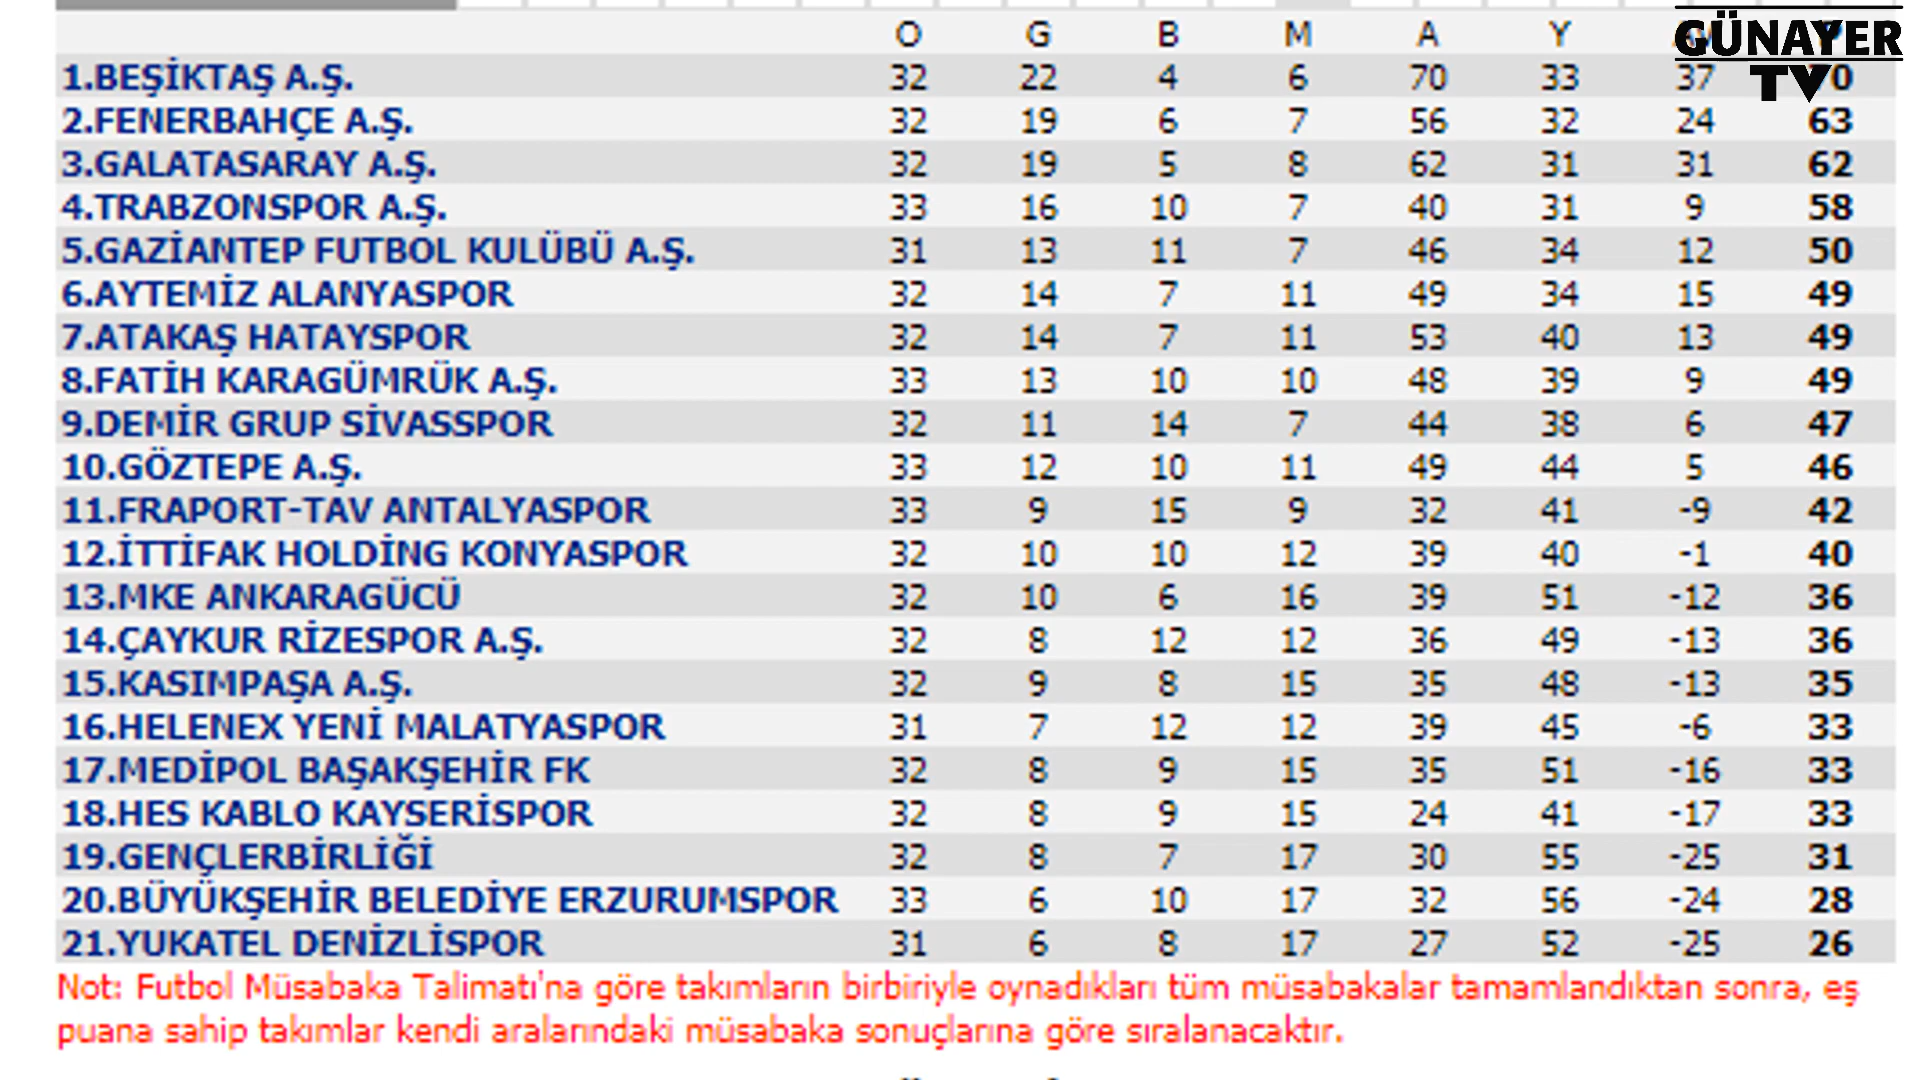 O G B M A Y
GÜNAYER
TV
1.BEŞİKTAŞ A.Ş. 32 22 4 6 70 33 37 70
2.FENERBAHÇE A.Ş. 32 19 6 7 56 32 24 63
3.GALATASARAY A.Ş. 32 19 5 8 62 31 31 62
4.TRABZONSPOR A.Ş. 33 16 10 7 40 31 9 58
5.GAZİANTEP FUTBOL KULÜBÜ A.Ş. 31 13 11 7 46 34 12 50
6.AYTEMİZ ALANYASPOR 32 14 7 11 49 34 15 49
7.ATAKAŞ HATAYSPOR 32 14 7 11 53 40 13 49
8.FATİH KARAGÜMRÜK A.Ş. 33 13 10 10 48 39 9 49
9.DEMİR GRUP SİVASSPOR 32 11 14 7 44 38 6 47
10.GÖZTEPE A.Ş. 33 12 10 11 49 44 5 46
11.FRAPORT-TAV ANTALYASPOR 33 9 15 9 32 41 -9 42
12.İTTİFAK HOLDİNG KONYASPOR 32 10 10 12 39 40 -1 40
13.MKE ANKARAGÜCÜ 32 10 6 16 39 51 -12 36
14.ÇAYKUR RİZESPOR A.Ş. 32 8 12 12 36 49 -13 36
15.KASIMPAŞA A.Ş. 32 9 8 15 35 48 -13 35
16.HELENEX YENİ MALATYASPOR 31 7 12 12 39 45 -6 33
17.MEDİPOL BAŞAKŞEHİR FK 32 8 9 15 35 51 -16 33
18.HES KABLO KAYSERİSPOR 32 8 9 15 24 41 -17 33
19.GENÇLERBİRLİĞİ 32 8 7 17 30 55 -25 31
20.BÜYÜKŞEHİR BELEDİYE ERZURUMSPOR 33 6 10 17 32 56 -24 28
21.YUKATEL DENİZLİSPOR 31 6 8 17 27 52 -25 26
Not: Futbol Müsabaka Talimatı'na göre takımların birbiriyle oynadıkları tüm müsabakalar tamamlandıktan sonra, eş
puana sahip takımlar kendi aralarındaki müsabaka sonuçlarına göre sıralanacaktır.